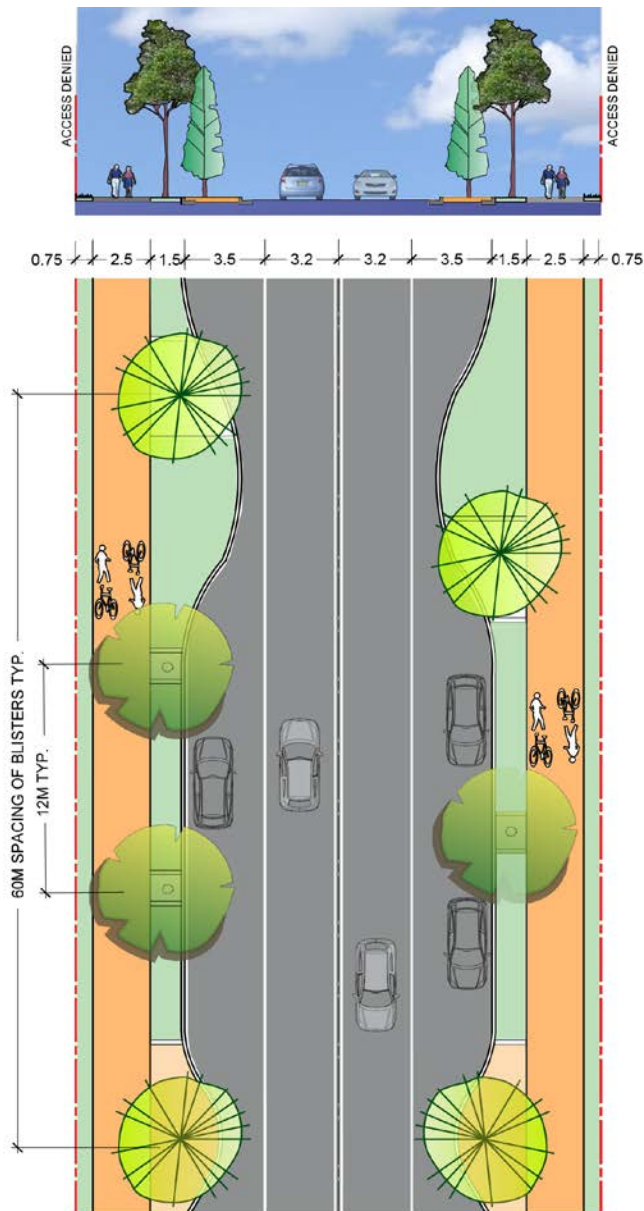 ACCESS DENIED
ACCESS DENIED
0.75 2.5 1.5 3.5 3.2 3.2 3.5 1.5 2.5 0.75
60M SPACING OF BLISTERS TYP.
12M TYP.